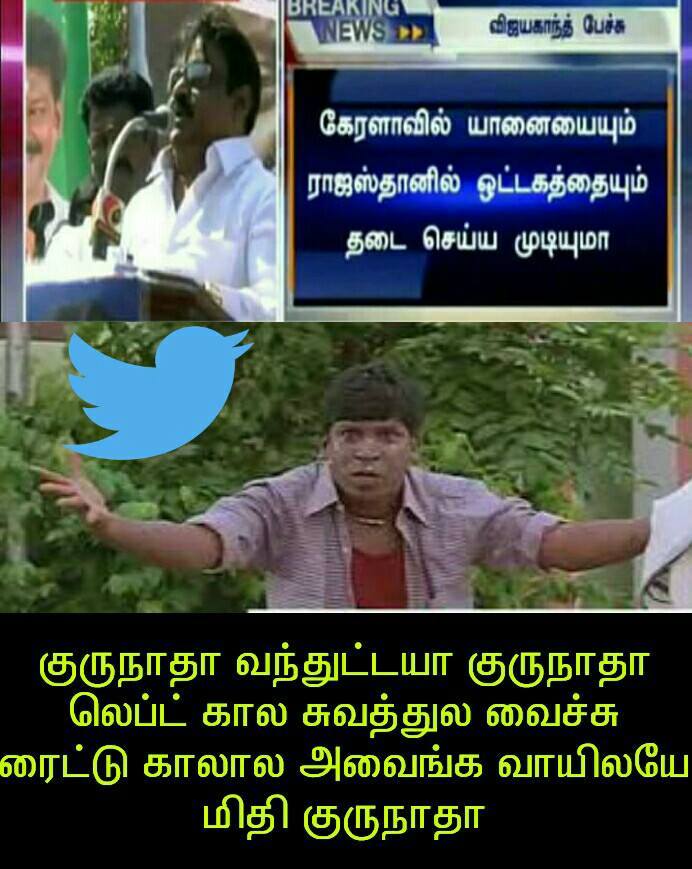 BREAKING
NEWS
விஜயகாந்த் பேச்சு
கேரளாவில் யானையையும்
ராஜஸ்தானில் ஒட்டகத்தையும்
தடை செய்ய முடியுமா
குருநாதா வந்துட்டயா குருநாதா
லெப்ட் கால சுவத்துல வைச்சு
ரைட்டு காலால அவைங்க வாயிலயே
மிதி குருநாதா